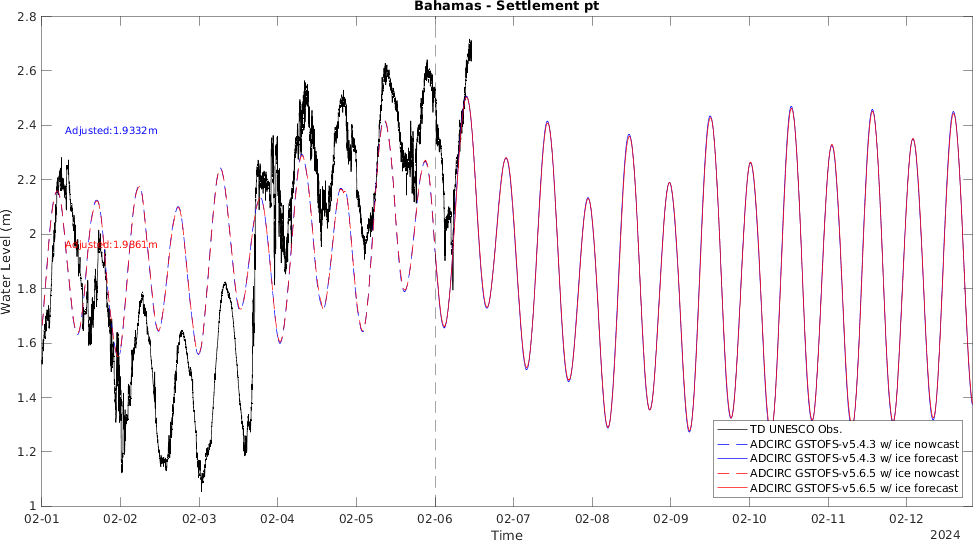 Bahamas - Settlement pt
2.8
2.6
2.4
2.2
2
1.8
1.6
1.4
1.2
1
Water Level (m)
Adjusted:1.9332m
Adjusted:1.9361m
TD UNESCO Obs.
ADCIRC GSTOFS-v5.4.3 w/ ice nowcast
ADCIRC GSTOFS-v5.4.3 w/ ice forecast
ADCIRC GSTOFS-v5.6.5 w/ ice nowcast
ADCIRC GSTOFS-v5.6.5 w/ ice forecast
02-01 02-02 02-03 02-04 02-05 02-06 02-07 02-08 02-09 02-10 02-11 02-12
Time
2024